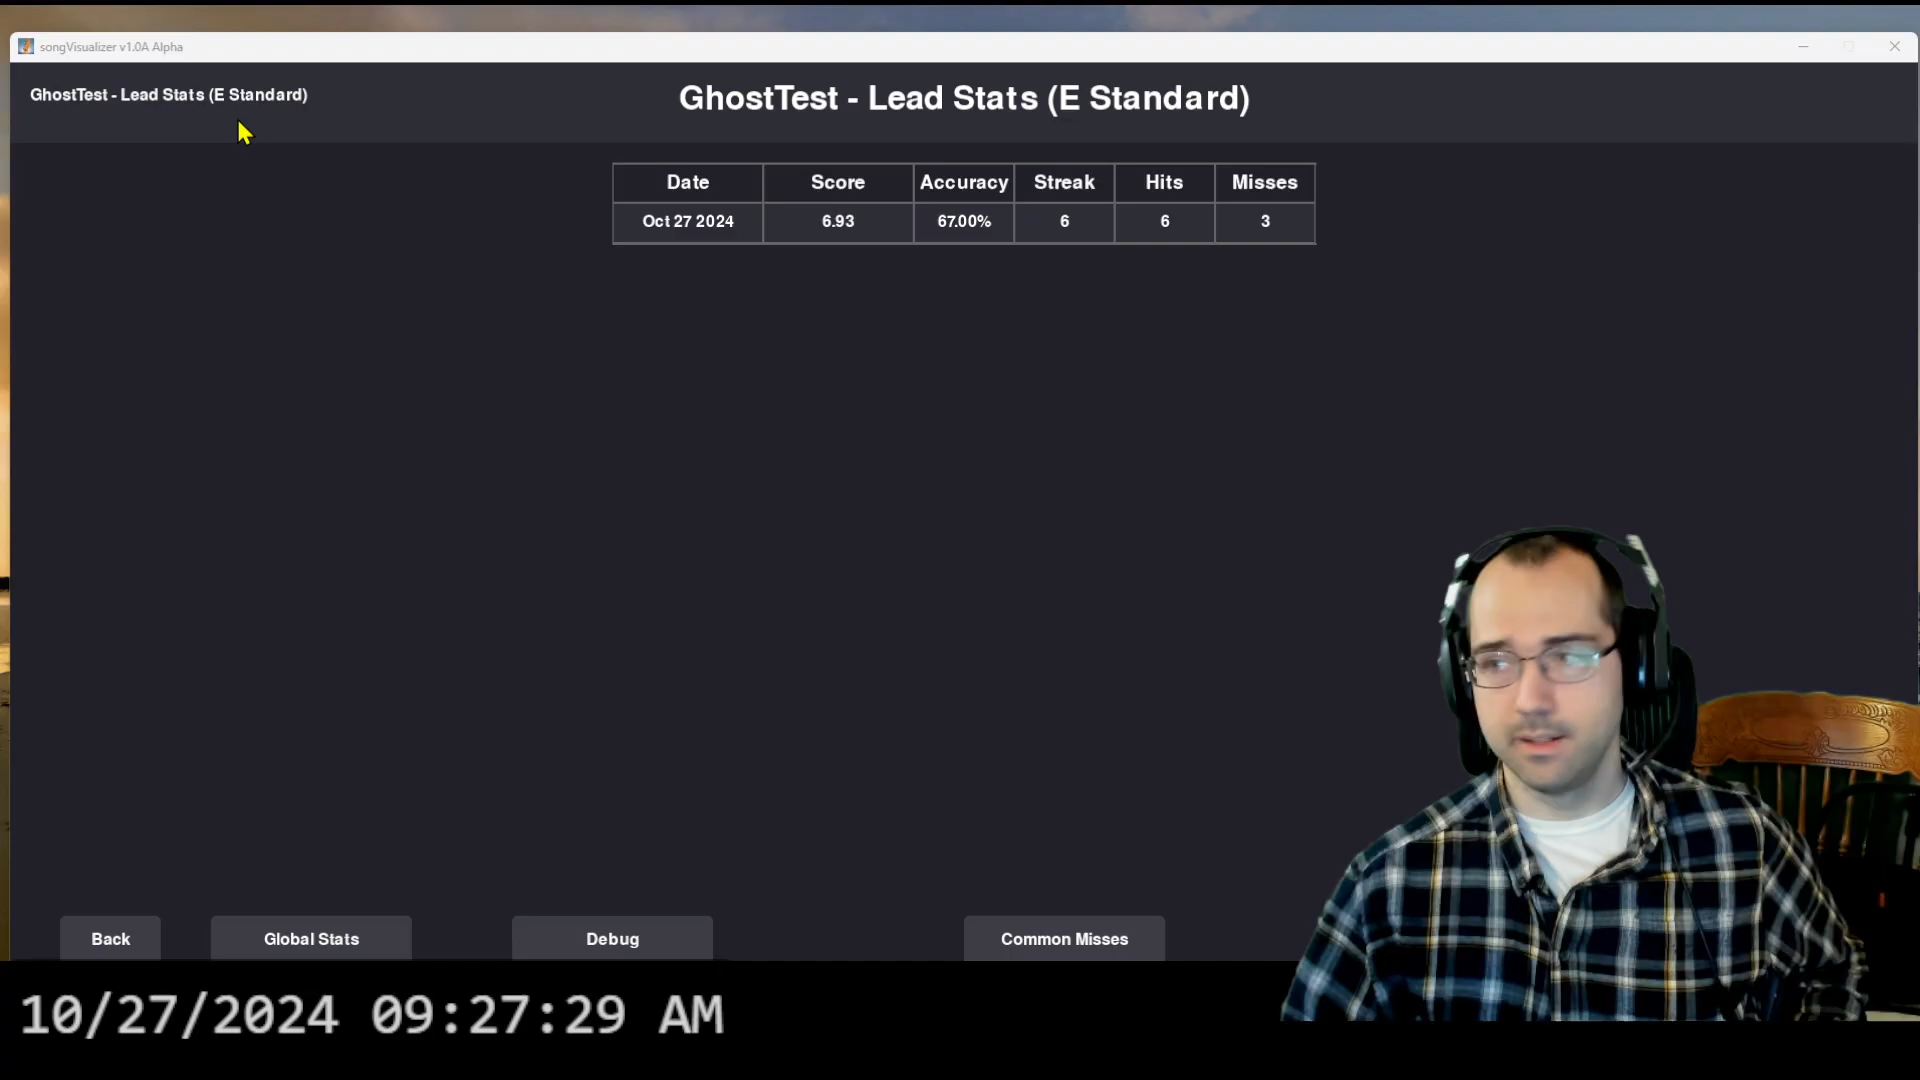 songVisualizer v1.0A Alpha
GhostTest - Lead Stats (E Standard)
GhostTest - Lead Stats (E Standard)
Date Score Accuracy Streak Hits Misses
Oct 27 2024 6.93 67.00% 6 6 3
Back Global Stats Debug Common Misses
10/27/2024 09:27:29 AM